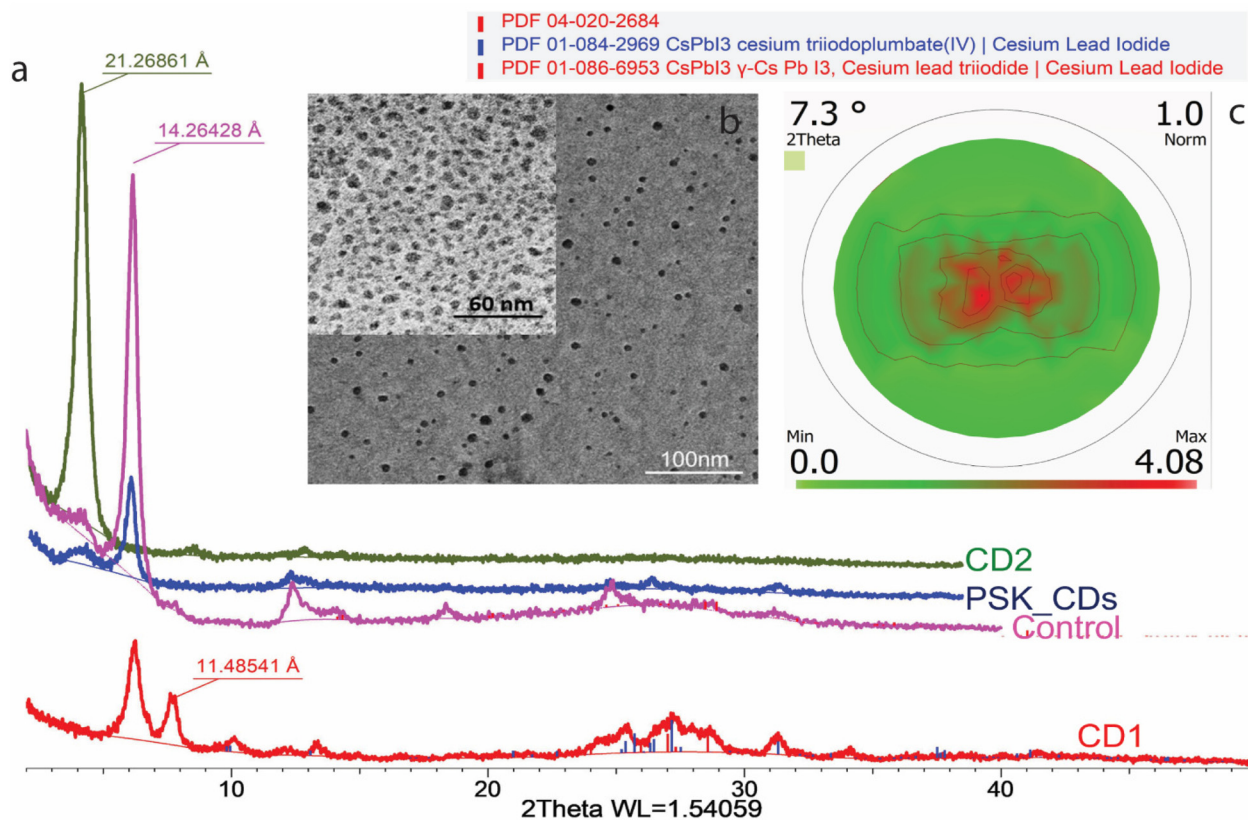 PDF 04-020-2684
PDF 01-084-2969 CsPbI3 cesium triiodoplumbate(IV) | Cesium Lead Iodide
PDF 01-086-6953 CsPbI3 γ-Cs Pb I3, Cesium lead triiodide | Cesium Lead Iodide
a
21.26861 Å
14.26428 Å
b
60 nm
100nm
7.3 °
2Theta
1.0
Norm
c
Min
0.0
Max
4.08
CD2
PSK_CDs
Control
11.48541 Å
CD1
10
20
30
40
2Theta WL=1.54059